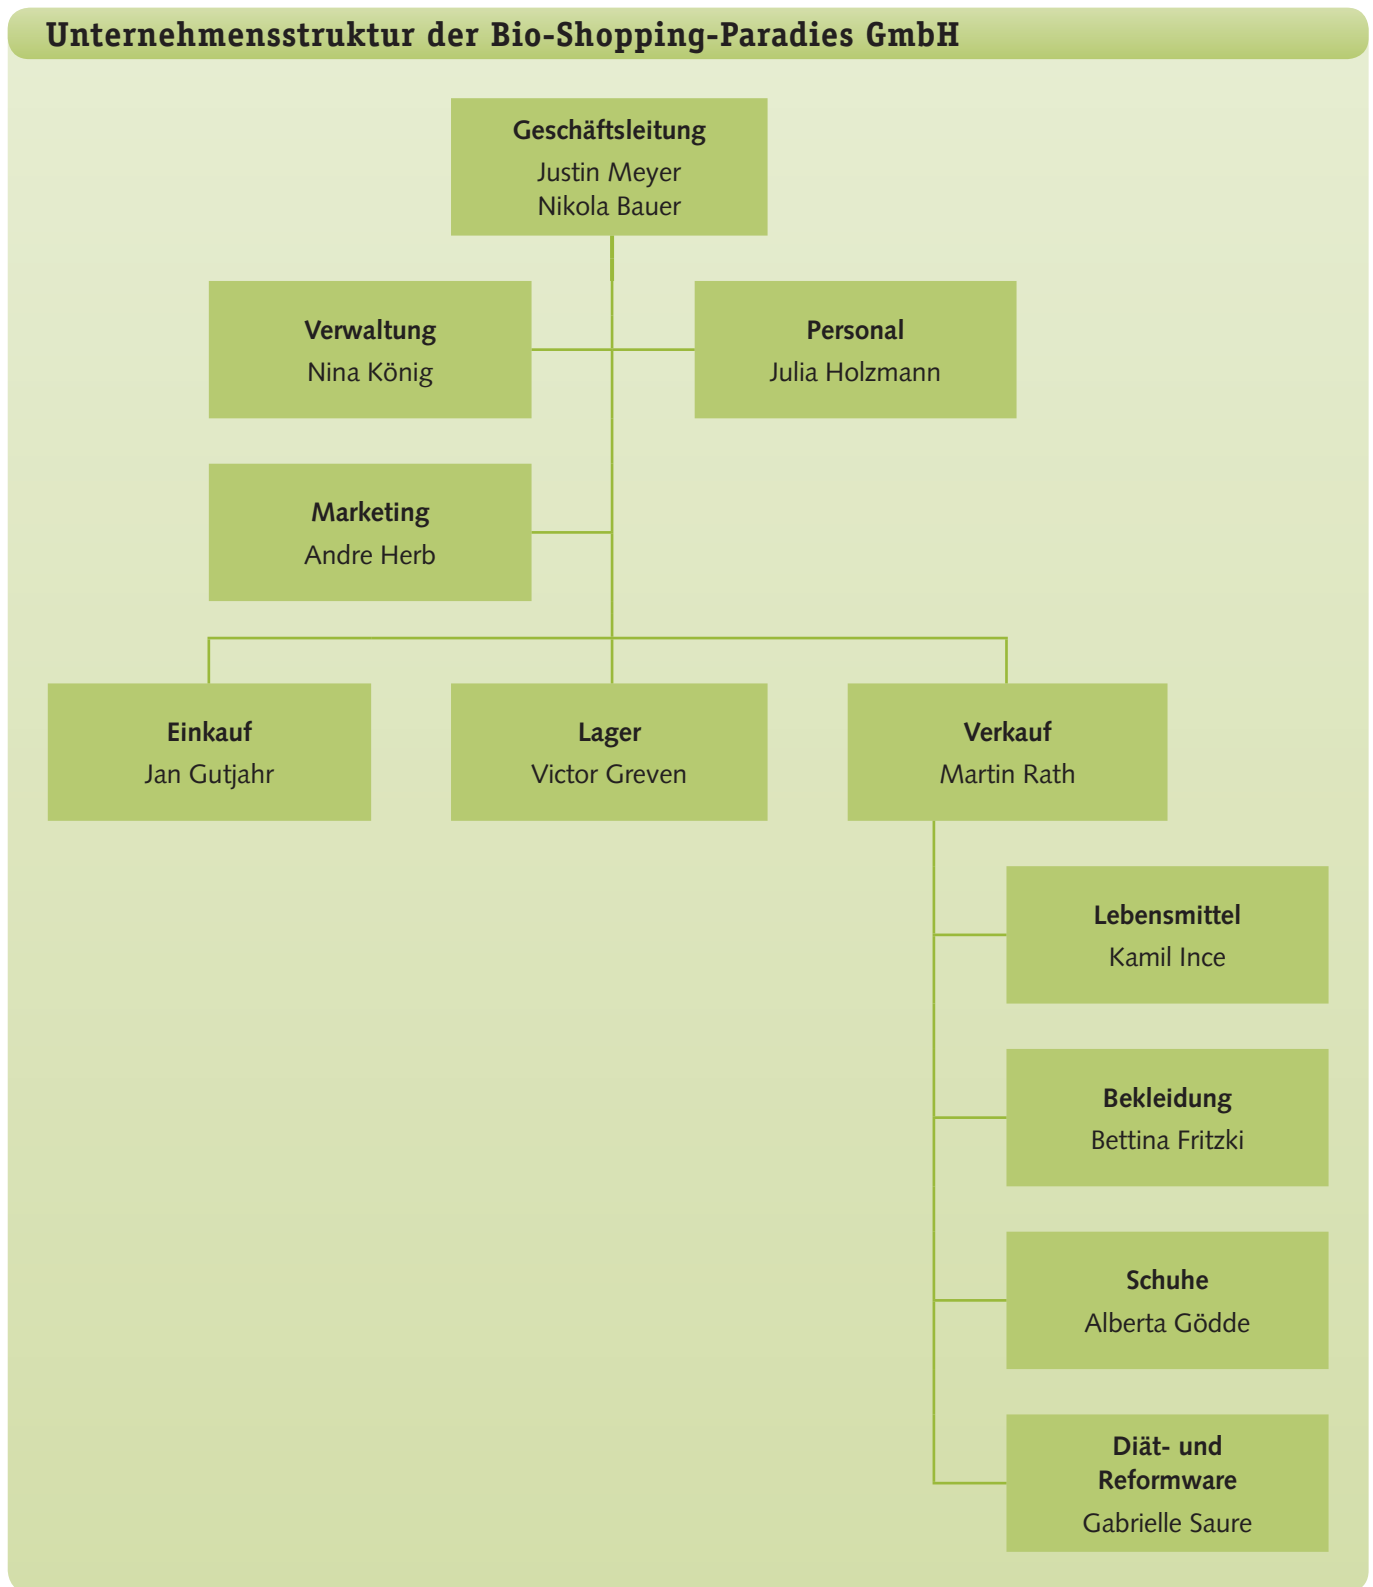 Unternehmensstruktur der Bio-Shopping-Paradies GmbH
Geschäftsleitung
Justin Meyer
Nikola Bauer
Verwaltung
Nina König
Personal
Julia Holzmann
Marketing
Andre Herb
Einkauf
Jan Gutjahr
Lager
Victor Greven
Verkauf
Martin Rath
Lebensmittel
Kamil Ince
Bekleidung
Bettina Fritzki
Schuhe
Alberta Gödde
Diät- und
Reformware
Gabrielle Saure